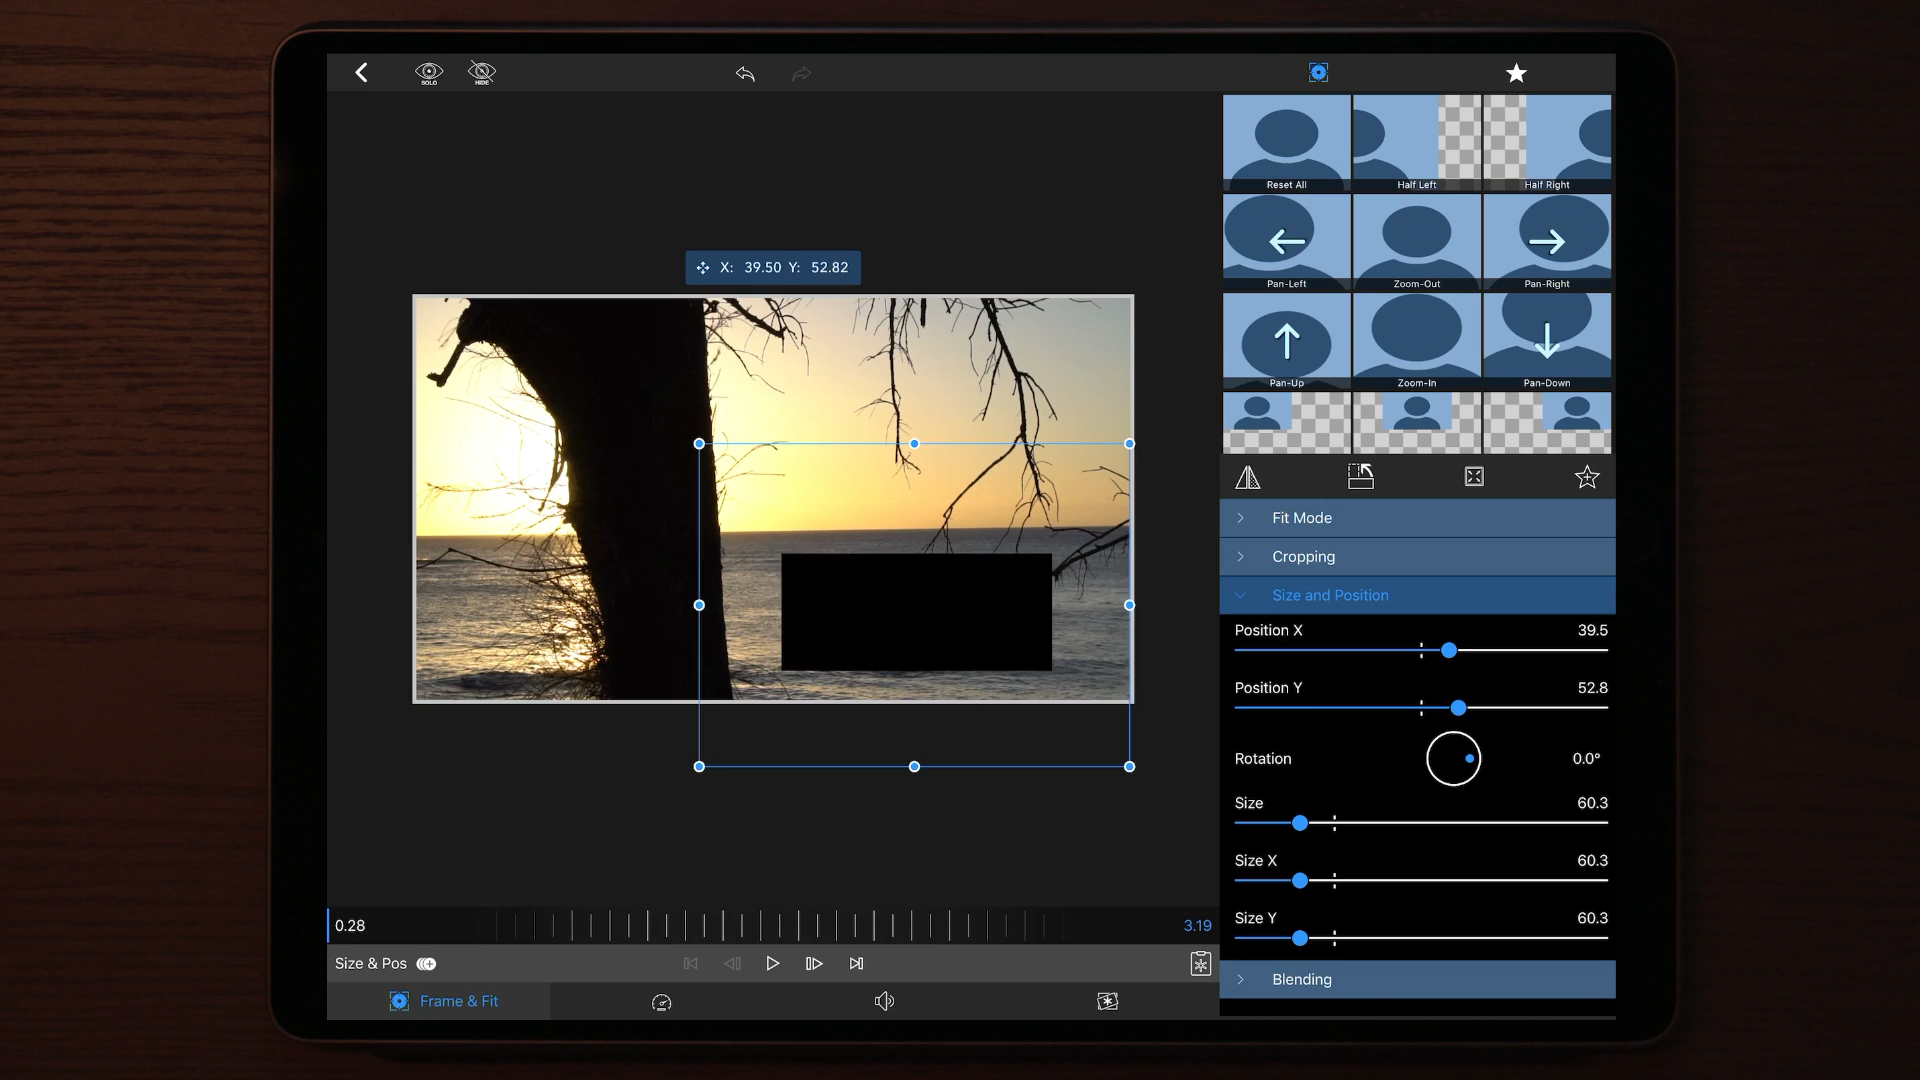 SOLO
HIDE
Reset All
Half Left
Half Right
X: 39.50 Y: 52.82
Pan-Left
Zoom-Out
Pan-Right
Pan-Up
Zoom-In
Pan-Down
Fit Mode
Cropping
Size and Position
Position X 39.5
Position Y 52.8
Rotation 0.0°
Size 60.3
Size X 60.3
Size Y 60.3
Blending
0.28
3.19
Size & Pos
Frame & Fit